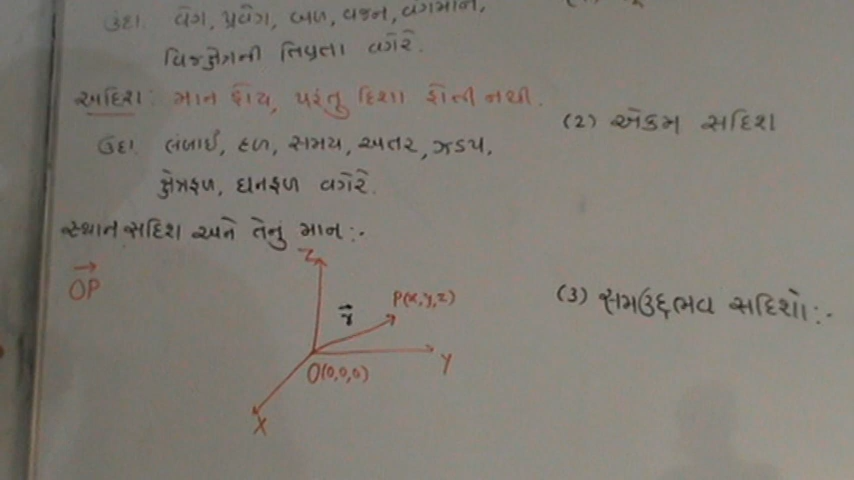 ઉદા. વેગ, પ્રવેગ, બળ, વજન, વેગમાન,
વિજક્ષેત્રની તિવ્રતા વગેરે.
અદિશ: માન હોય, પરંતુ દિશા હોતી નથી.
ઉદા. લંબાઈ, દળ, સમય, અંતર, ઝડપ,
ક્ષેત્રફળ, ઘનફળ વગેરે.
સ્થાન સદિશ અને તેનું માન :-
OP
Z
P(x,y,z)
r
Y
O(0,0,0)
X
(2) એકમ સદિશ
(3) સમઉદ્દભવ સદિશો:-